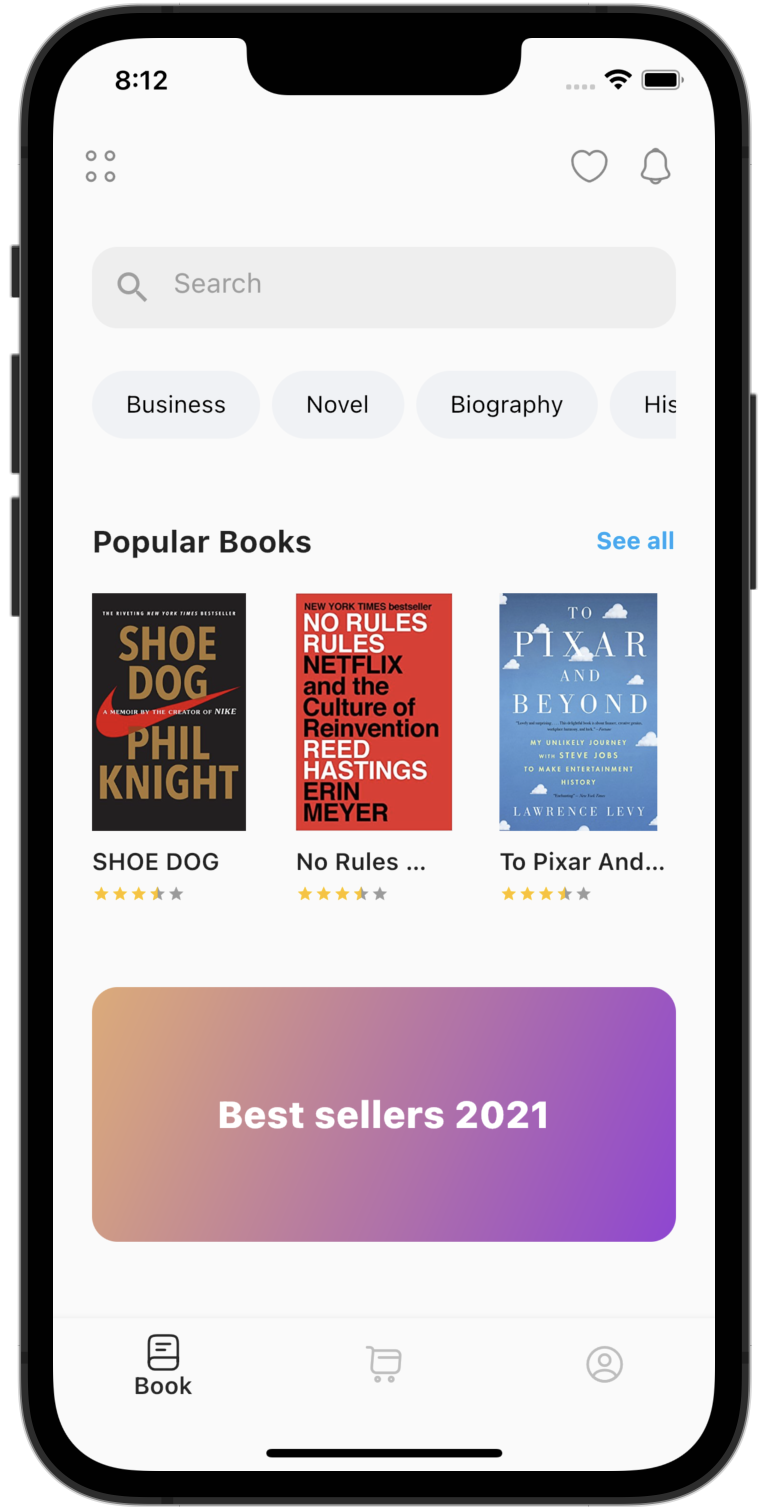 8:12
Search
Business
Novel
Biography
His
Popular Books
See all
THE RIVETING NEW YORK TIMES BESTSELLER
SHOE
DOG
A MEMOIR BY THE CREATOR OF NIKE
PHIL
KNIGHT
NEW YORK TIMES bestseller
NO RULES
RULES
NETFLIX
and the
Culture of
Reinvention
REED
HASTINGS
ERIN
MEYER
TO
PIXAR
AND
BEYOND
MY UNLIKELY JOURNEY
WITH STEVE JOBS
TO MAKE ENTERTAINMENT
HISTORY
LAWRENCE LEVY
SHOE DOG
No Rules ...
To Pixar And...
Best sellers 2021
Book